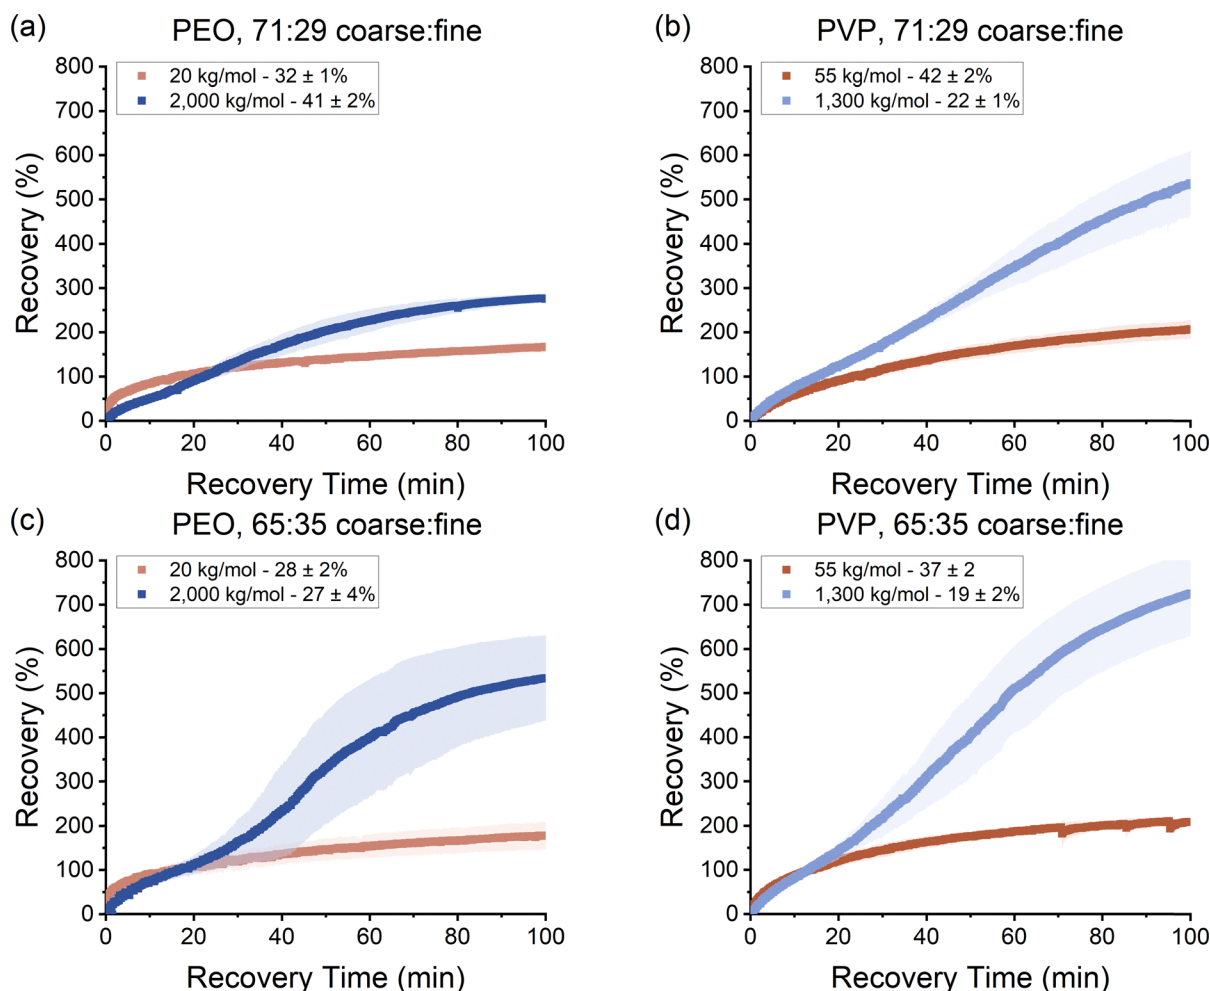 (a) PEO, 71:29 coarse:fine
20 kg/mol - 32 ± 1%
2,000 kg/mol - 41 ± 2%
Recovery (%)
800
700
600
500
400
300
200
100
0
0 20 40 60 80 100
Recovery Time (min)
(b) PVP, 71:29 coarse:fine
55 kg/mol - 42 ± 2%
1,300 kg/mol - 22 ± 1%
Recovery (%)
800
700
600
500
400
300
200
100
0
0 20 40 60 80 100
Recovery Time (min)
(c) PEO, 65:35 coarse:fine
20 kg/mol - 28 ± 2%
2,000 kg/mol - 27 ± 4%
Recovery (%)
800
700
600
500
400
300
200
100
0
0 20 40 60 80 100
Recovery Time (min)
(d) PVP, 65:35 coarse:fine
55 kg/mol - 37 ± 2
1,300 kg/mol - 19 ± 2%
Recovery (%)
800
700
600
500
400
300
200
100
0
0 20 40 60 80 100
Recovery Time (min)